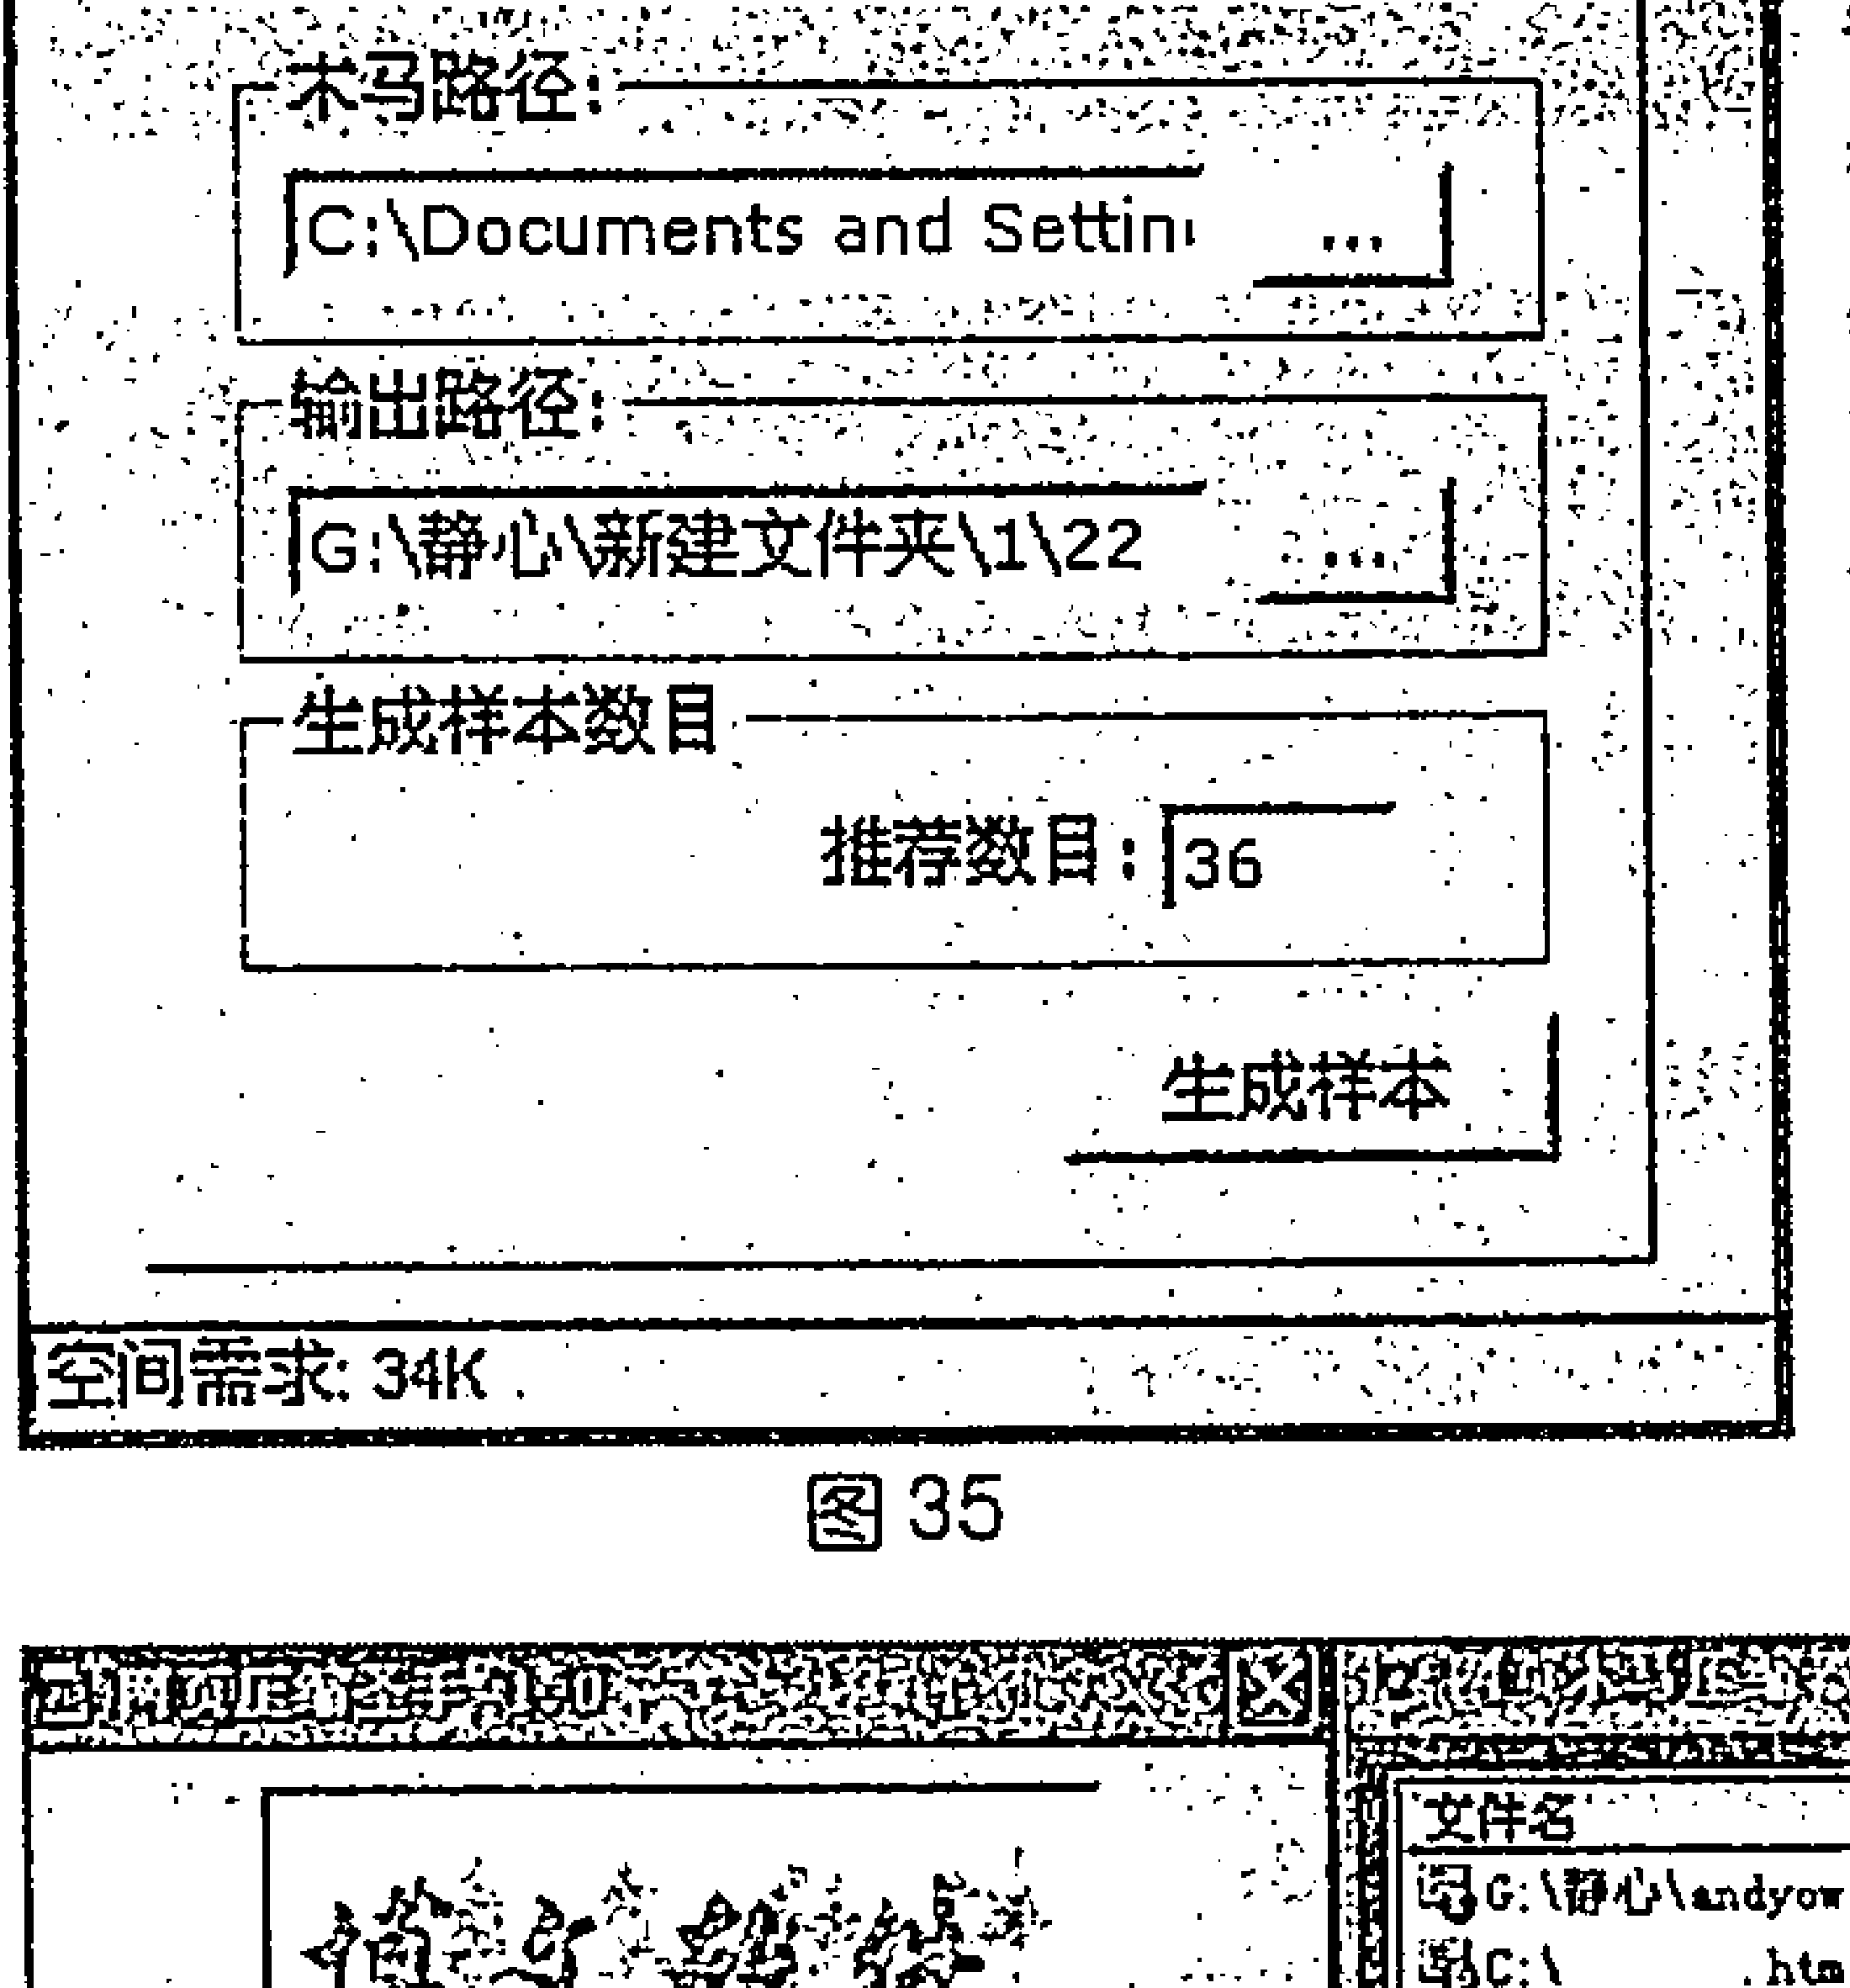 木马路径:
C:\Documents and Settin
...
输出路径:
G:\静心\新建文件夹\1\22
...
生成样本数目
推荐数目: 36
生成样本
空间需求: 34K
图 35
文件名
G:\静心\andyow
C:\ .htm